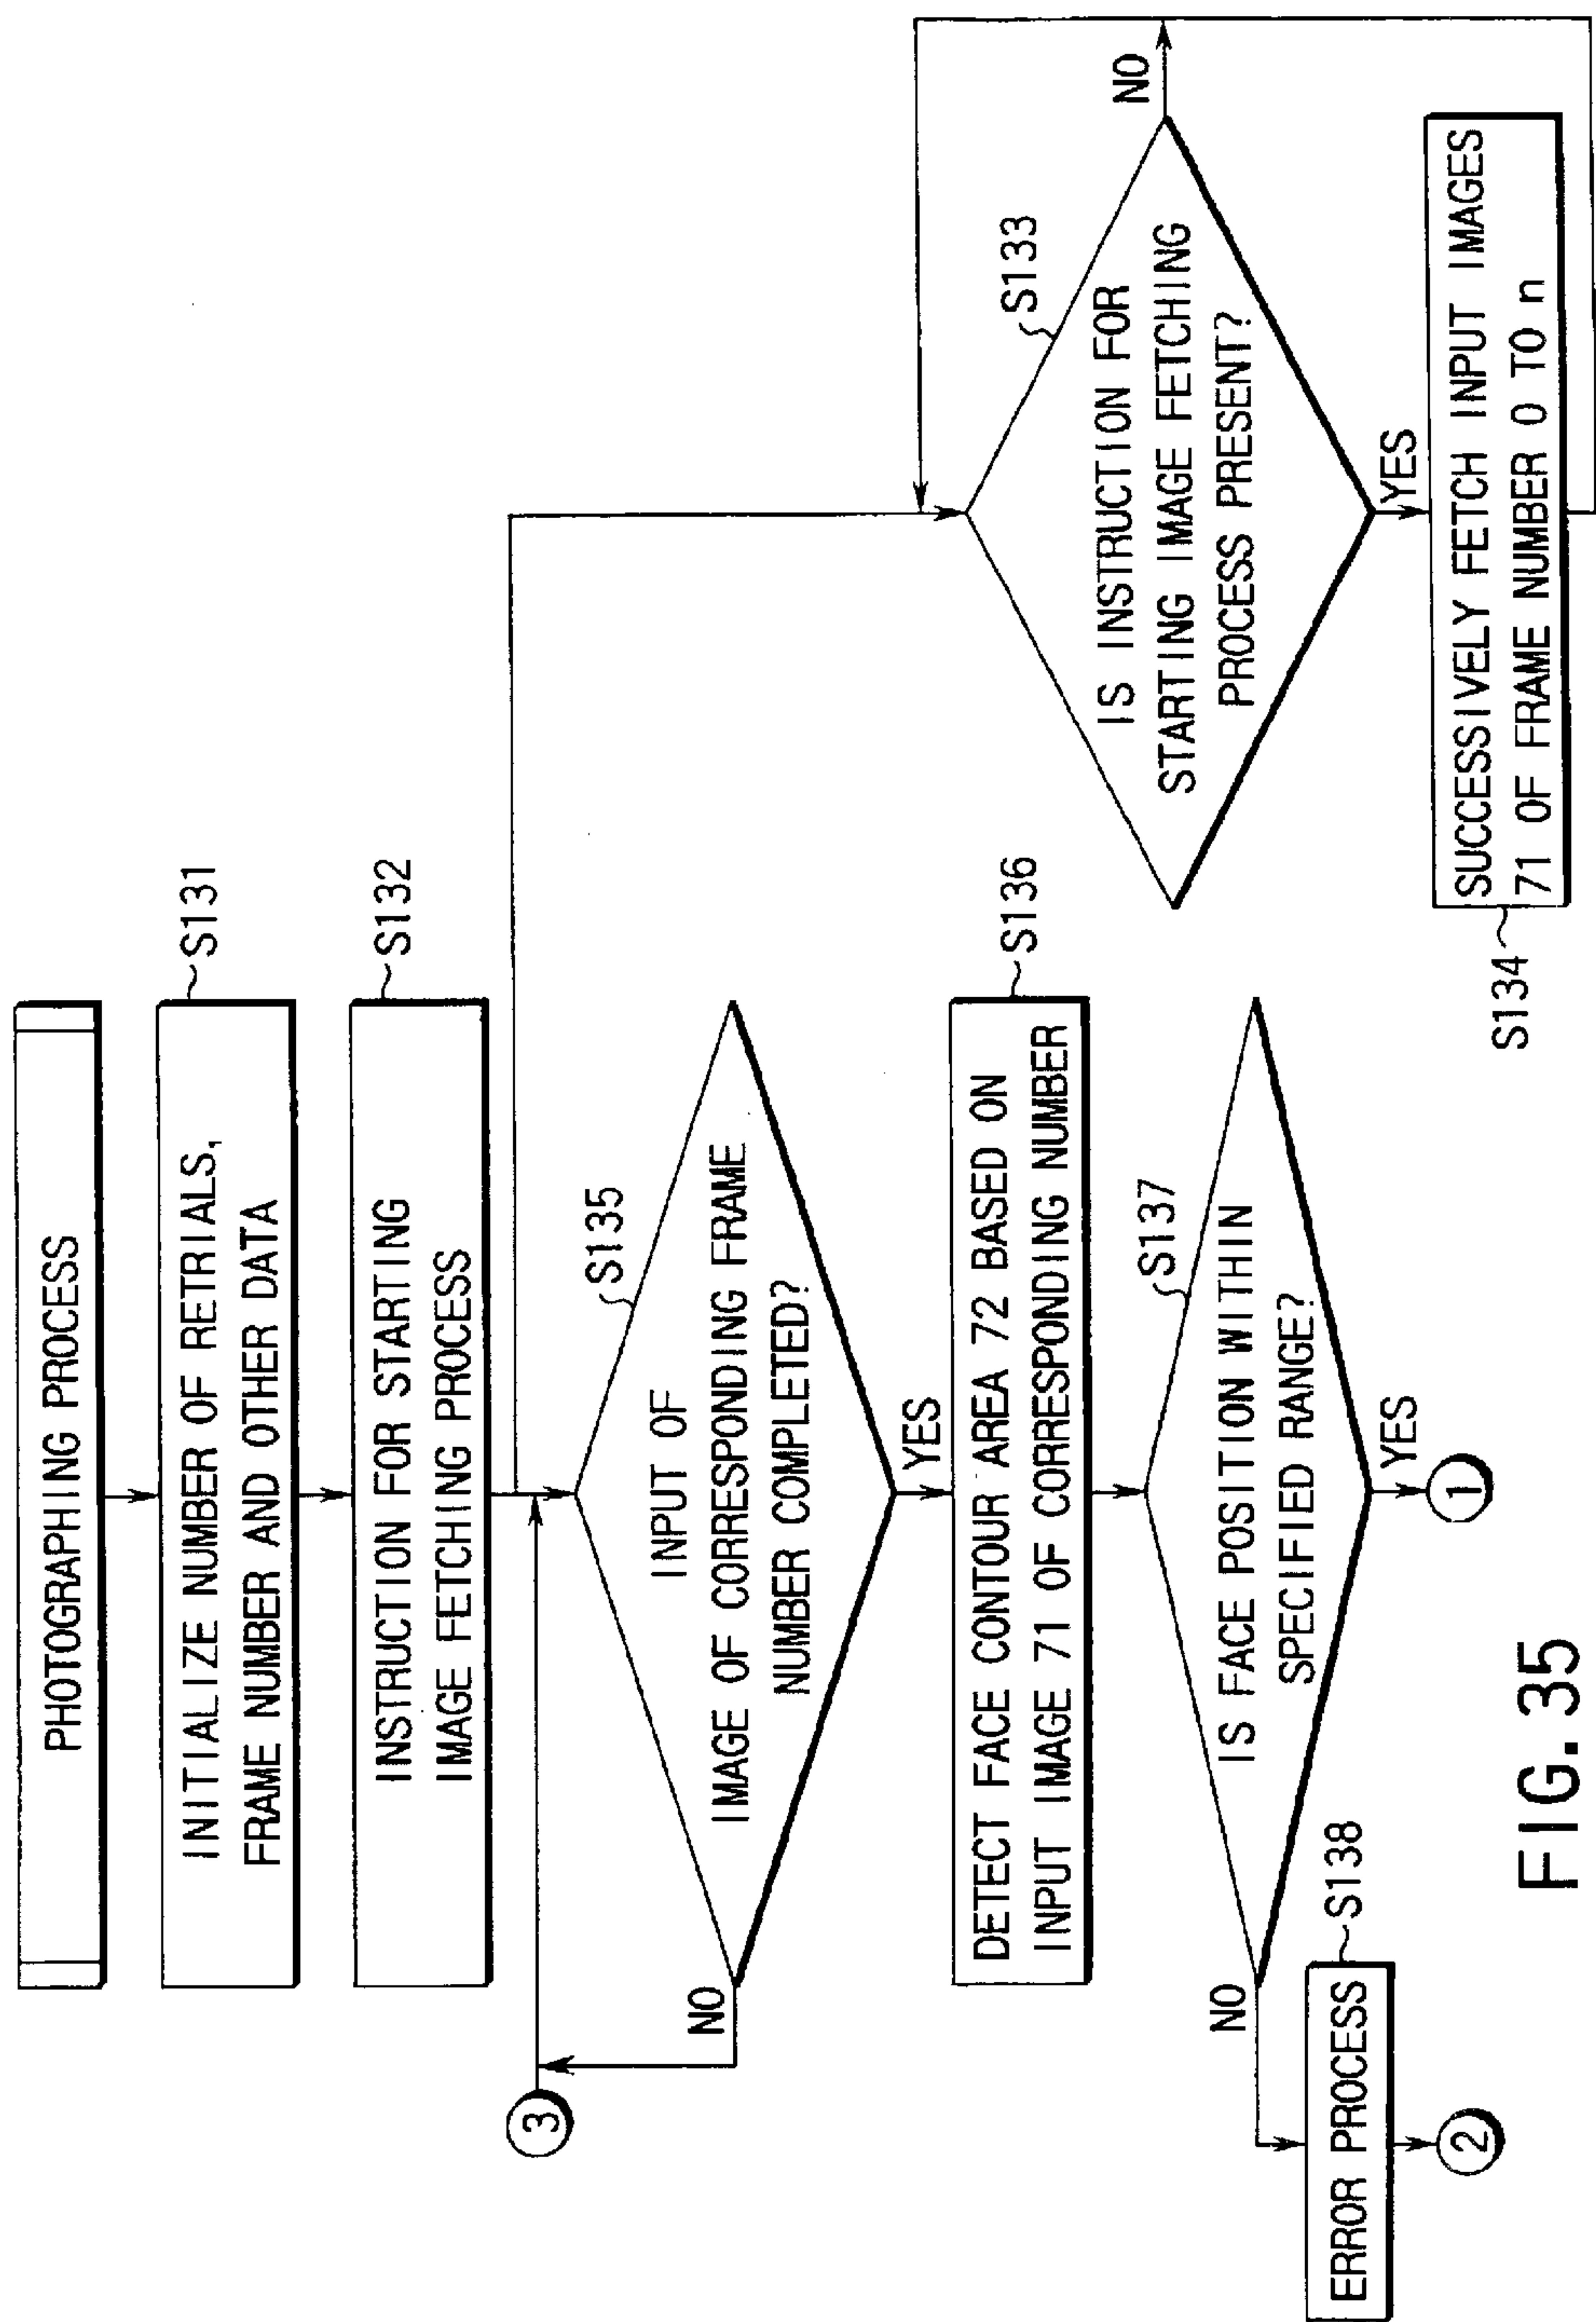 PHOTOGRAPHING PROCESS
INITIALIZE NUMBER OF RETRIALS,
FRAME NUMBER AND OTHER DATA
S131
INSTRUCTION FOR STARTING
IMAGE FETCHING PROCESS
S132
3
INPUT OF
IMAGE OF CORRESPONDING FRAME
NUMBER COMPLETED?
S135
NO
YES
DETECT FACE CONTOUR AREA 72 BASED ON
INPUT IMAGE 71 OF CORRESPONDING NUMBER
S136
IS FACE POSITION WITHIN
SPECIFIED RANGE?
S137
NO
YES
ERROR PROCESS
S138
2
1
IS INSTRUCTION FOR
STARTING IMAGE FETCHING
PROCESS PRESENT?
S133
NO
YES
SUCCESSIVELY FETCH INPUT IMAGES
71 OF FRAME NUMBER 0 TO n
S134
FIG. 35